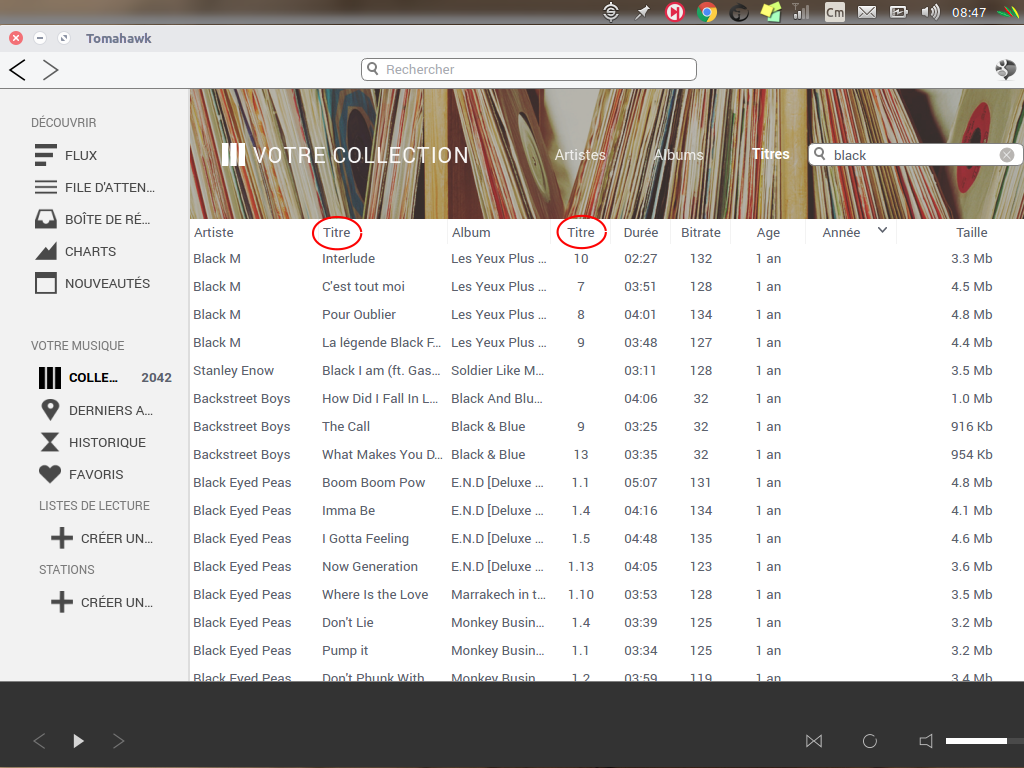 Cm 08:47
Tomahawk
Rechercher
DÉCOUVRIR
FLUX
FILE D'ATTEN...
BOÎTE DE RÉ...
CHARTS
NOUVEAUTÉS
VOTRE MUSIQUE
COLLE... 2042
DERNIERS A...
HISTORIQUE
FAVORIS
LISTES DE LECTURE
CRÉER UN...
STATIONS
CRÉER UN...
VOTRE COLLECTION Artistes Albums Titres black
Artiste Titre Album Titre Durée Bitrate Age Année Taille
Black M Interlude Les Yeux Plus ... 10 02:27 132 1 an 3.3 Mb
Black M C'est tout moi Les Yeux Plus ... 7 03:51 128 1 an 4.5 Mb
Black M Pour Oublier Les Yeux Plus ... 8 04:01 134 1 an 4.8 Mb
Black M La légende Black F... Les Yeux Plus ... 9 03:48 127 1 an 4.4 Mb
Stanley Enow Black I am (ft. Gas... Soldier Like M... 03:11 128 1 an 3.5 Mb
Backstreet Boys How Did I Fall In L... Black And Blu... 04:06 32 1 an 1.0 Mb
Backstreet Boys The Call Black & Blue 9 03:25 32 1 an 916 Kb
Backstreet Boys What Makes You D... Black & Blue 13 03:35 32 1 an 954 Kb
Black Eyed Peas Boom Boom Pow E.N.D [Deluxe ... 1.1 05:07 131 1 an 4.8 Mb
Black Eyed Peas Imma Be E.N.D [Deluxe ... 1.4 04:16 134 1 an 4.1 Mb
Black Eyed Peas I Gotta Feeling E.N.D [Deluxe ... 1.5 04:48 135 1 an 4.6 Mb
Black Eyed Peas Now Generation E.N.D [Deluxe ... 1.13 04:05 123 1 an 3.6 Mb
Black Eyed Peas Where Is the Love Marrakech in t... 1.10 03:53 128 1 an 3.5 Mb
Black Eyed Peas Don't Lie Monkey Busin... 1.4 03:39 125 1 an 3.2 Mb
Black Eyed Peas Pump it Monkey Busin... 1.1 03:34 125 1 an 3.2 Mb
Black Eyed Peas Don't Phunk With Monkey Busin 1.2 03:59 119 1 an 3.4 Mb